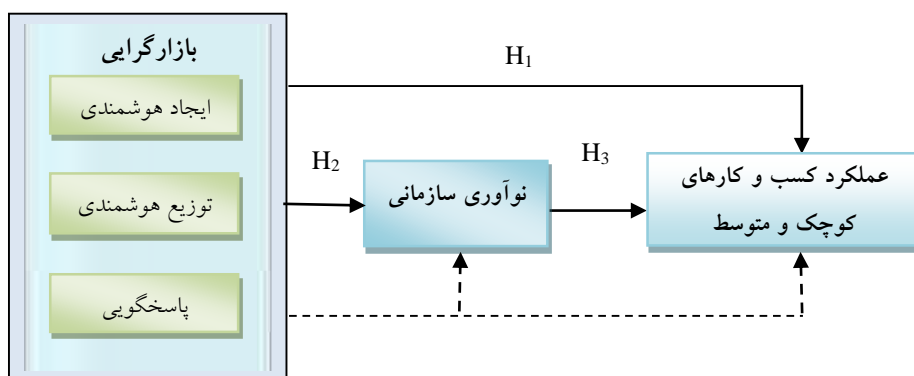 بازارگرایی
ایجاد هوشمندی
توزیع هوشمندی
پاسخگویی
H₁
H₂
نوآوری سازمانی
H₃
عملکرد کسب و کارهای
کوچک و متوسط